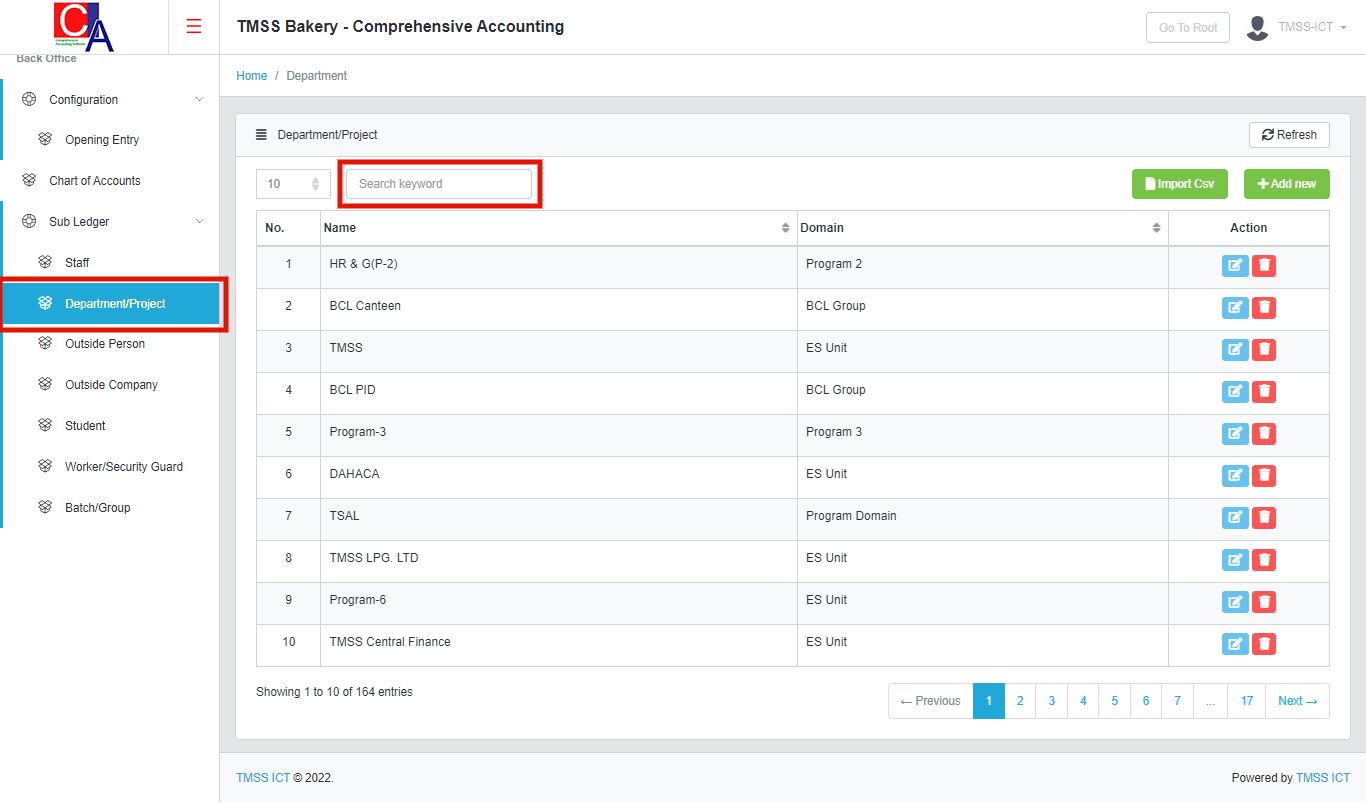 CA
Comprehensive
Accounting Software
TMSS Bakery - Comprehensive Accounting
Go To Root
TMSS-ICT
Back Office
Configuration
Opening Entry
Chart of Accounts
Sub Ledger
Staff
Department/Project
Outside Person
Outside Company
Student
Worker/Security Guard
Batch/Group
Home / Department
Department/Project
Refresh
10
Search keyword
Import Csv
Add new
No. Name Domain Action
1 HR & G(P-2) Program 2
2 BCL Canteen BCL Group
3 TMSS ES Unit
4 BCL PID BCL Group
5 Program-3 Program 3
6 DAHACA ES Unit
7 TSAL Program Domain
8 TMSS LPG. LTD ES Unit
9 Program-6 ES Unit
10 TMSS Central Finance ES Unit
Showing 1 to 10 of 164 entries
← Previous 1 2 3 4 5 6 7 ... 17 Next →
TMSS ICT © 2022.
Powered by TMSS ICT